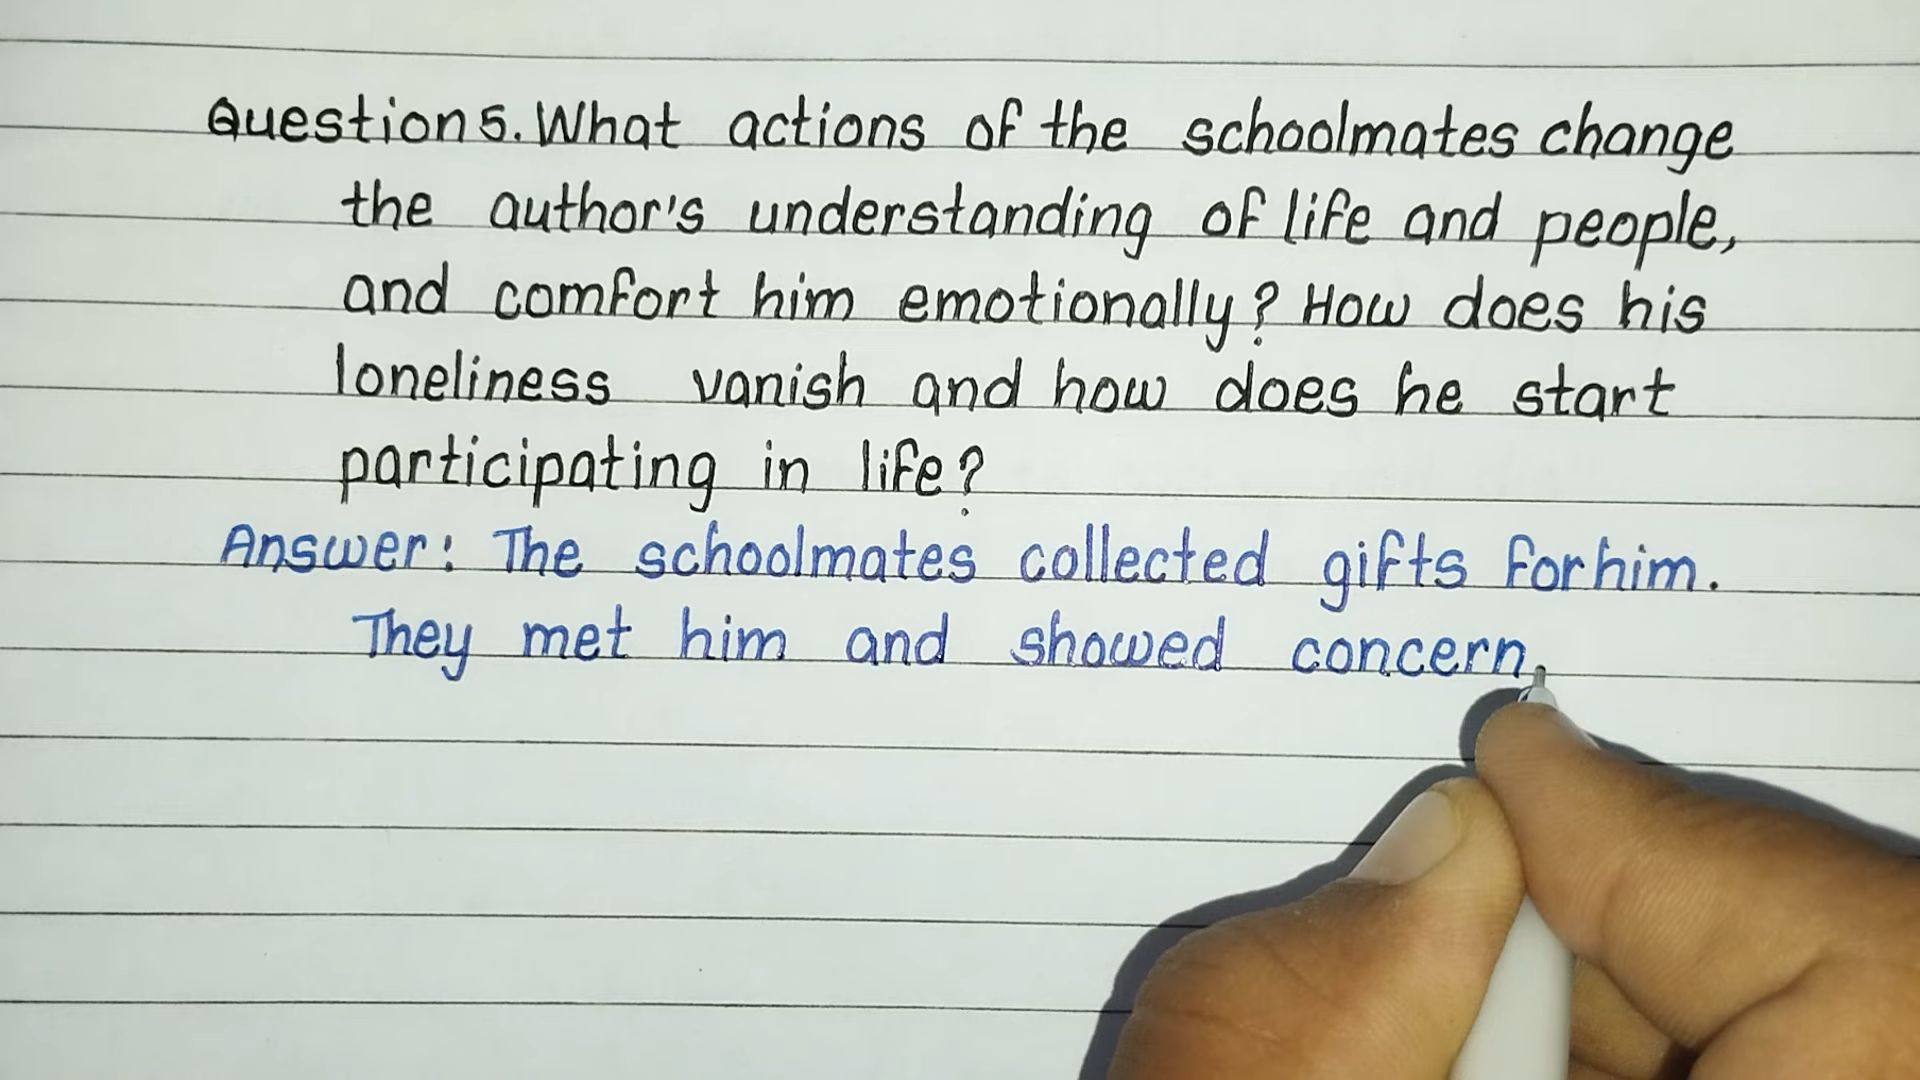 Question 5. What actions of the schoolmates change
the author's understanding of life and people,
and comfort him emotionally? How does his
loneliness vanish and how does he start
participating in life?
Answer: The schoolmates collected gifts for him.
They met him and showed concern.